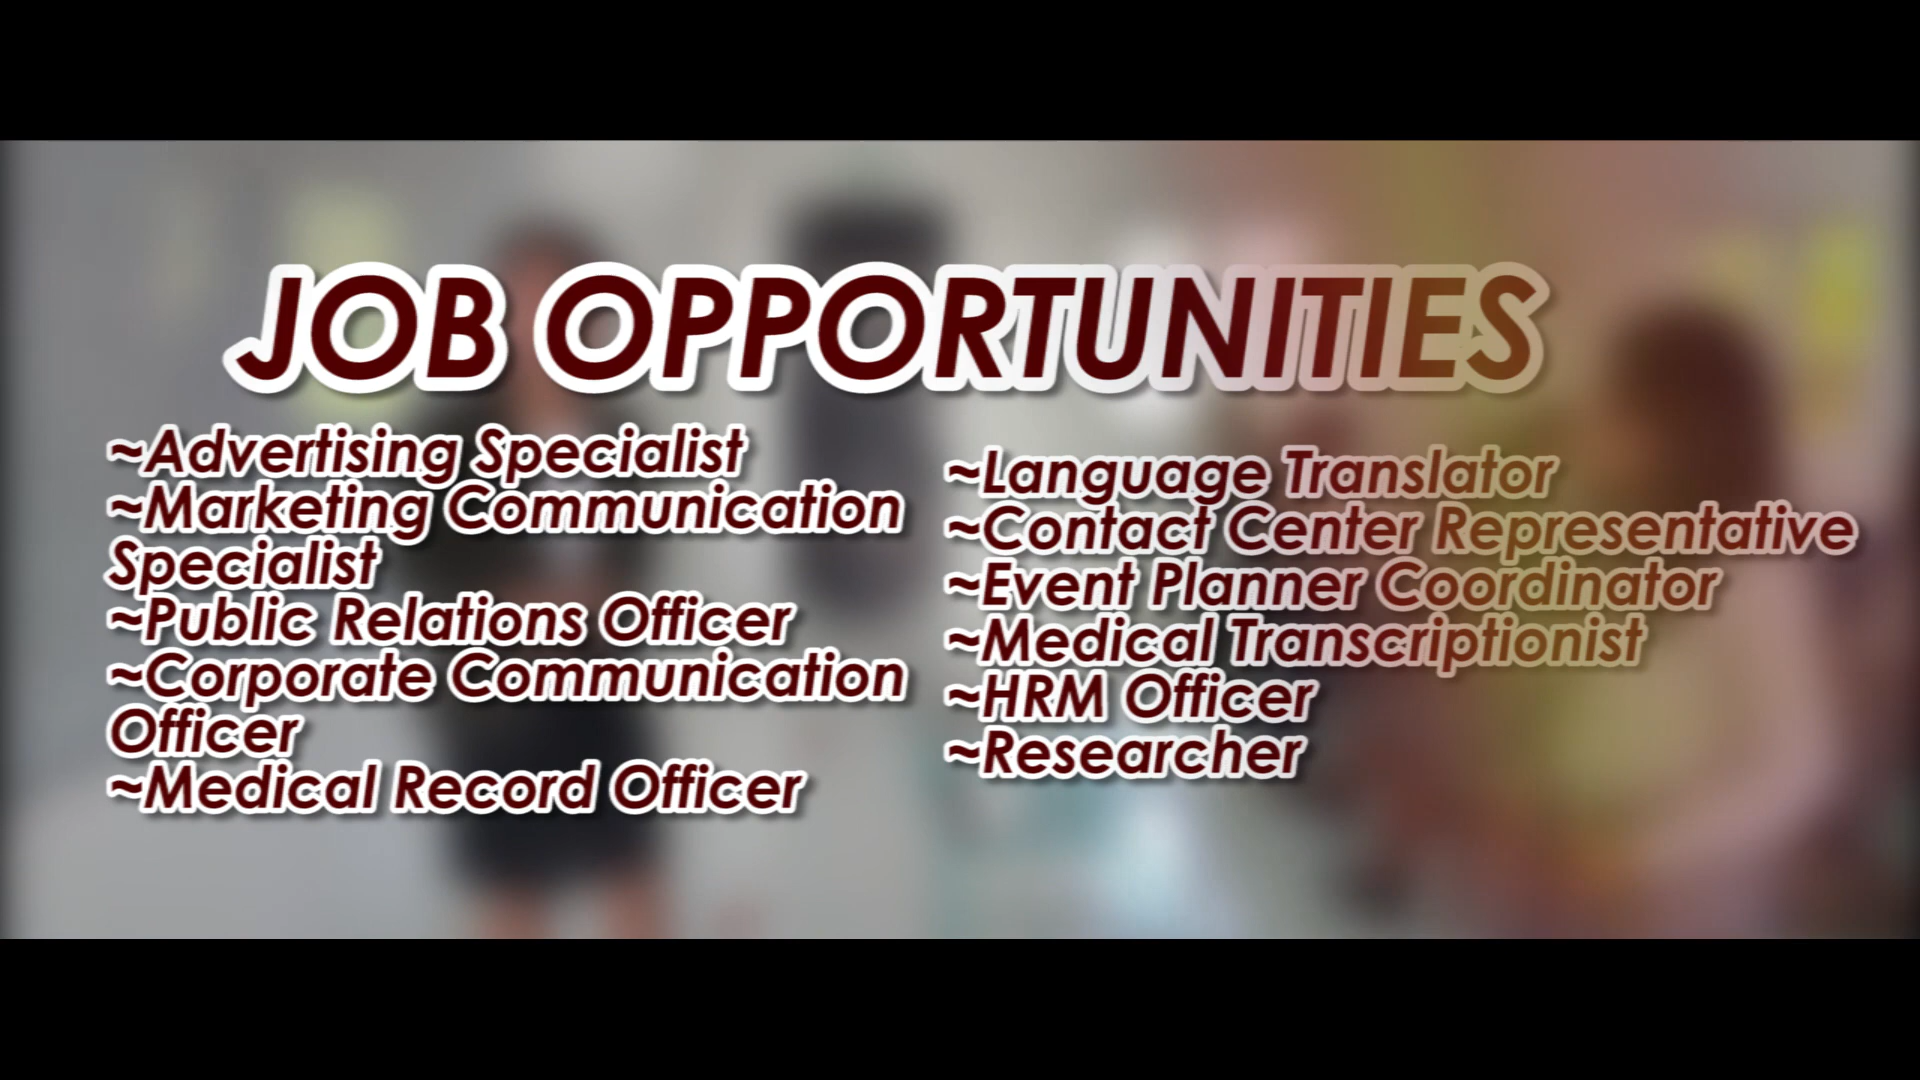 JOB OPPORTUNITIES
~Advertising Specialist
~Marketing Communication
Specialist
~Public Relations Officer
~Corporate Communication
Officer
~Medical Record Officer
~Language Translator
~Contact Center Representative
~Event Planner Coordinator
~Medical Transcriptionist
~HRM Officer
~Researcher